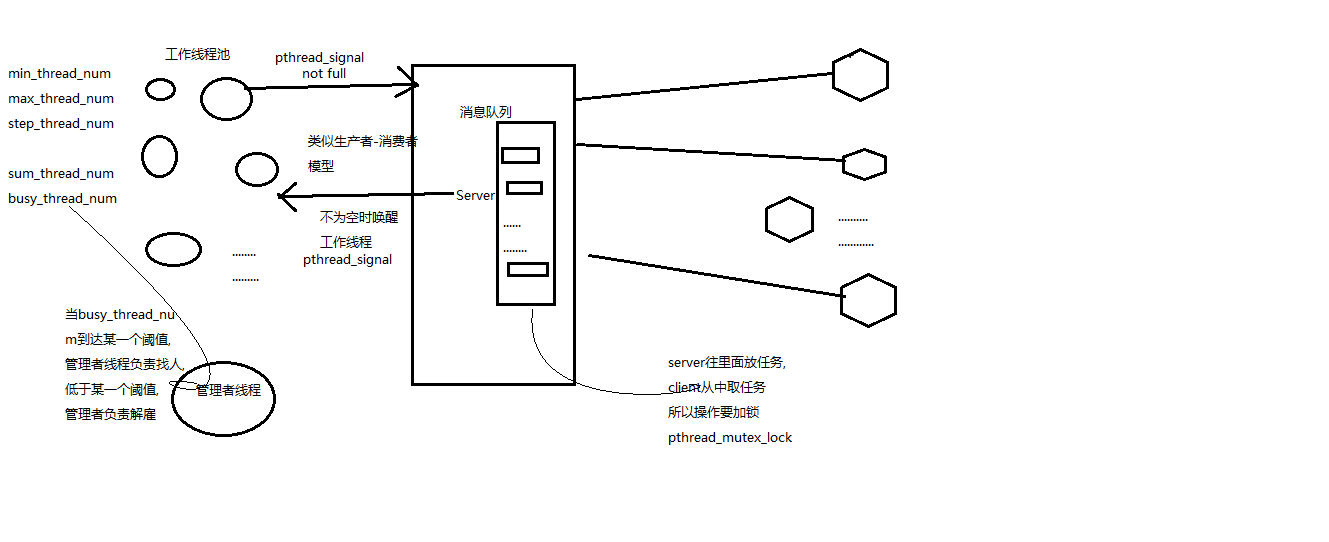 工作线程池
min_thread_num
max_thread_num
step_thread_num
sum_thread_num
busy_thread_num
pthread_signal
not full
类似生产者-消费者
模型
Server
不为空时唤醒
工作线程
pthread_signal
消息队列
......
........
........
.........
..........
............
当busy_thread_nu
m到达某一个阈值,
管理者线程负责找人,
低于某一个阈值,
管理者负责解雇
管理者线程
server往里面放任务,
client从中取任务
所以操作要加锁
pthread_mutex_lock